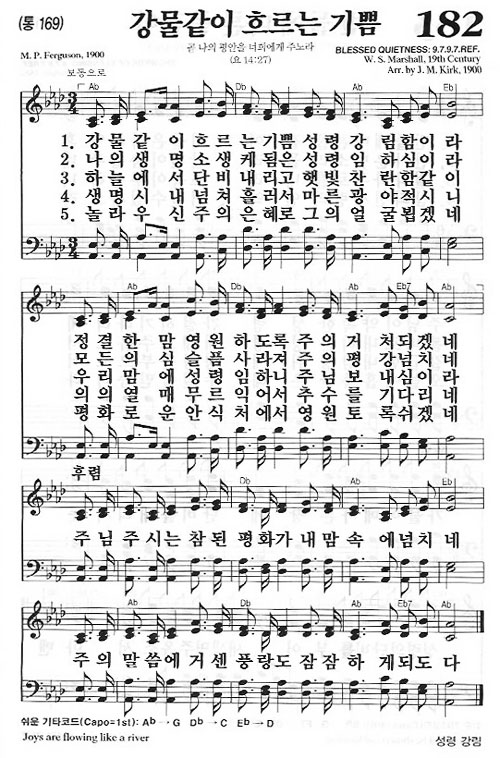 (통 169)
강물같이 흐르는 기쁨 182
곧 나의 평안을 너희에게 주노라
(요 14:27)
BLESSED QUIETNESS: 9.7.9.7.REF.
M. P. Ferguson, 1900
W. S. Marshall, 19th Century
Arr. by J. M. Kirk, 1900
보통으로
Ab Db Ab Eb
1. 강물같이흐르는기쁨성령강림함이라
2. 나의생명소생케됨은성령임하심이라
3. 하늘에서단비내리고햇빛찬란함같이
4. 생명시내넘쳐흘러서마른광야적시니
5. 놀라우신주의은혜로그의얼굴뵙겠네
Ab Db Ab Eb7 Ab
정결한맘영원하도록주의거처되겠네
모든의심슬픔사라져주의평강넘치네
우리맘에성령임하니주님보내심이라
의의열매무르익어서추수를기다리네
평화로운안식처에서영원토록쉬겠네
후렴
Ab Db Ab Eb
주님주시는참된평화가내맘속에넘치네
Ab Db Ab Eb7 Ab
주의말씀에거센풍랑도잠잠하게되도다
쉬운 기타코드(Capo=1st): Ab→G Db→C Eb→D
Joys are flowing like a river
성령 강림